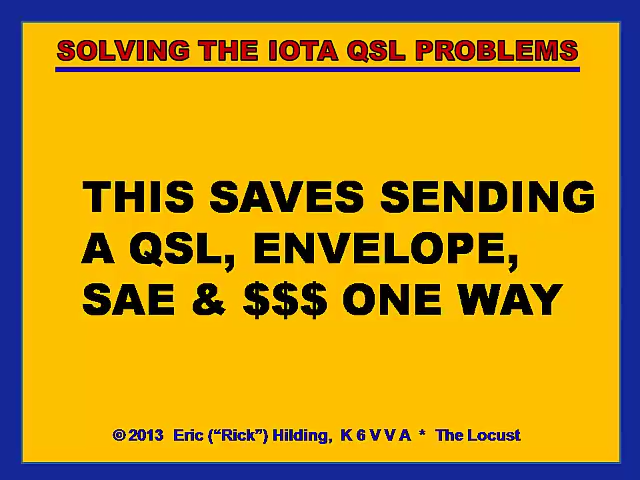 SOLVING THE IOTA QSL PROBLEMS
THIS SAVES SENDING
A QSL, ENVELOPE,
SAE & $$$ ONE WAY
© 2013 Eric (“Rick”) Hilding, K 6 V V A * The Locust